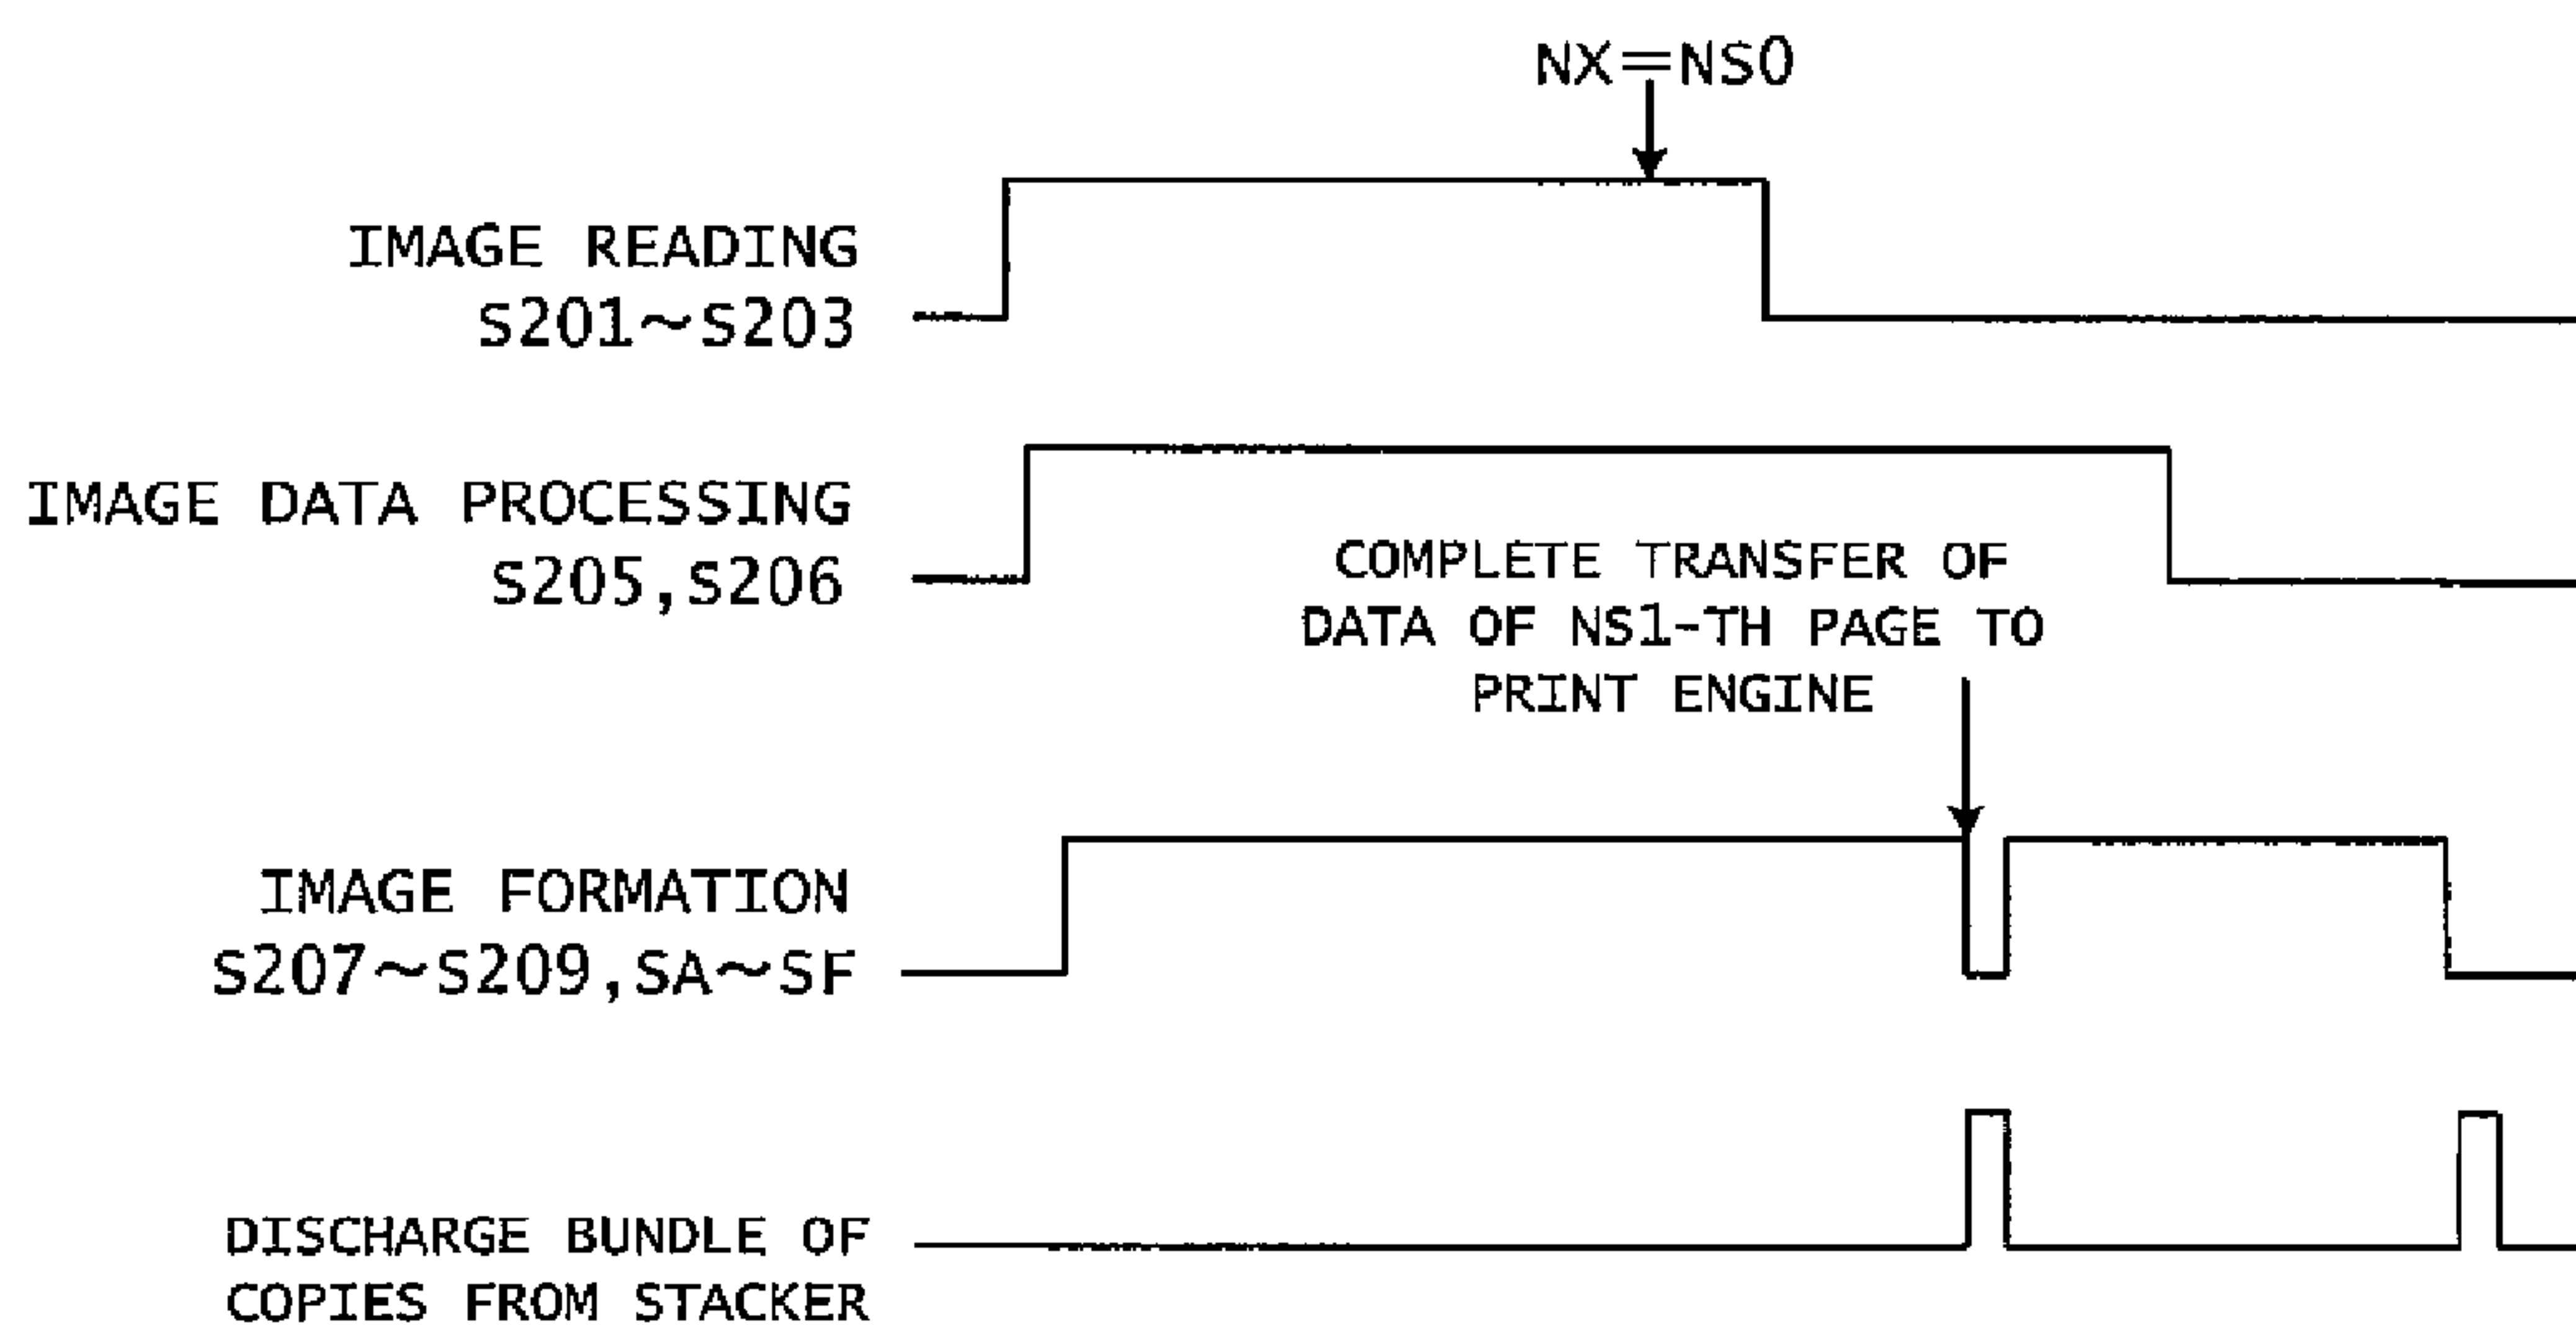 NX=NS0
IMAGE READING
S201~S203
IMAGE DATA PROCESSING
S205,S206
COMPLETE TRANSFER OF
DATA OF NS1-TH PAGE TO
PRINT ENGINE
IMAGE FORMATION
S207~S209,SA~SF
DISCHARGE BUNDLE OF
COPIES FROM STACKER